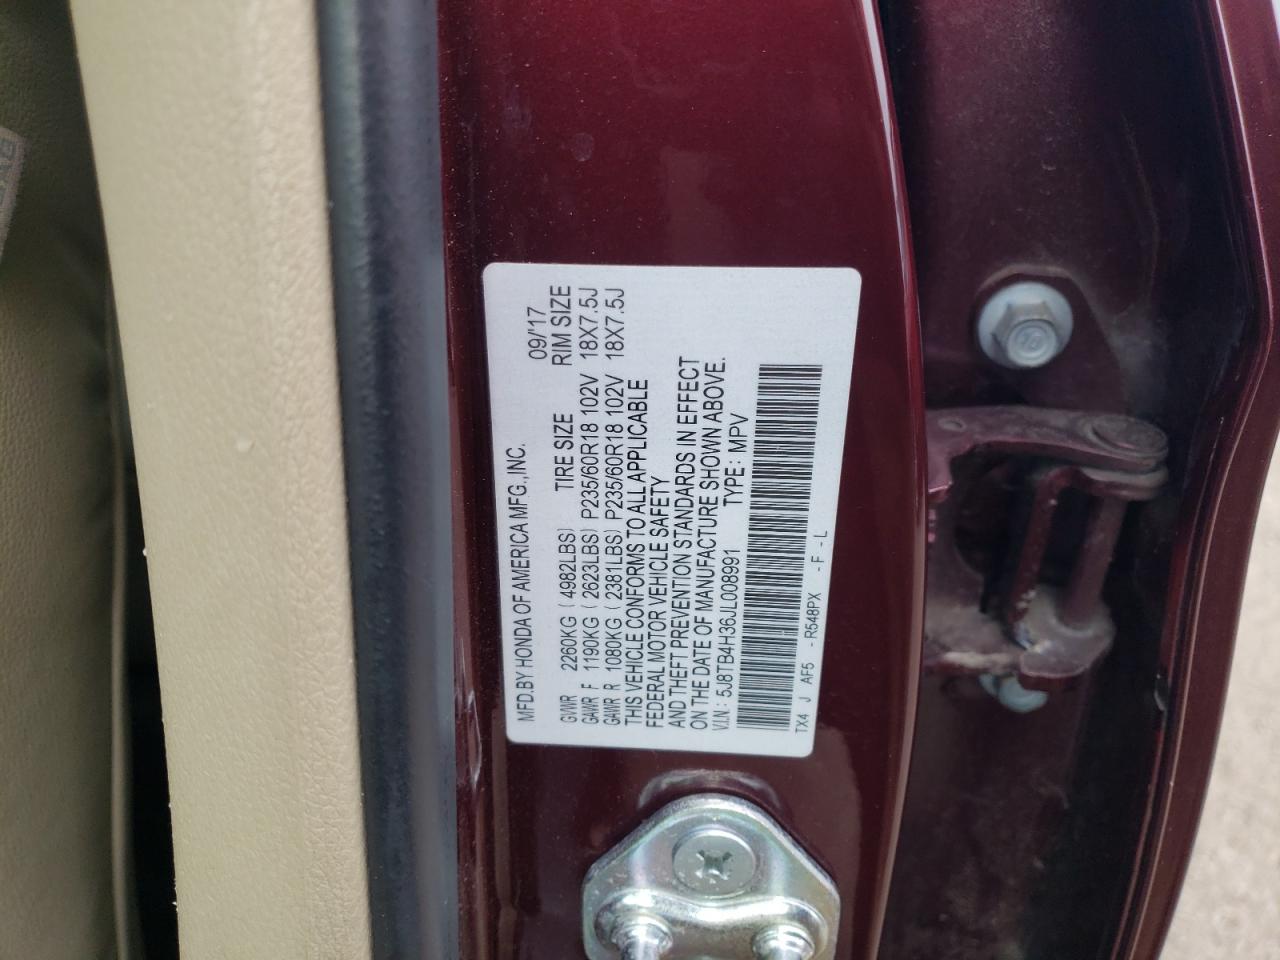 MFD.BY HONDA OF AMERICA MFG.,INC. 09/'17
TIRE SIZE RIM SIZE
GVWR 2260KG ( 4982LBS)
GAWR F 1190KG ( 2623LBS) P235/60R18 102V 18X7.5J
GAWR R 1080KG ( 2381LBS) P235/60R18 102V 18X7.5J
THIS VEHICLE CONFORMS TO ALL APPLICABLE
FEDERAL MOTOR VEHICLE SAFETY
AND THEFT PREVENTION STANDARDS IN EFFECT
ON THE DATE OF MANUFACTURE SHOWN ABOVE.
V.I.N: 5J8TB4H36JL008991 TYPE: MPV
TX4 J AF5 -R548PX -F -L